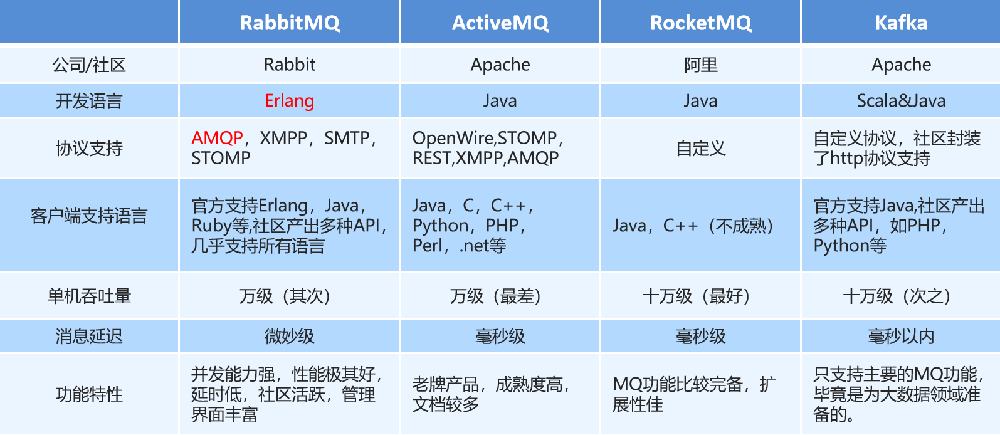 RabbitMQ ActiveMQ RocketMQ Kafka
公司/社区 Rabbit Apache 阿里 Apache
开发语言 Erlang Java Java Scala&Java
协议支持
AMQP，XMPP，SMTP，
STOMP
OpenWire,STOMP，
REST,XMPP,AMQP
自定义
自定义协议，社区封装
了http协议支持
客户端支持语言
官方支持Erlang，Java，
Ruby等,社区产出多种API，
几乎支持所有语言
Java，C，C++，
Python，PHP，
Perl，.net等
Java，C++（不成熟）
官方支持Java,社区产出
多种API，如PHP，
Python等
单机吞吐量 万级（其次） 万级（最差） 十万级（最好） 十万级（次之）
消息延迟 微妙级 毫秒级 毫秒级 毫秒以内
功能特性
并发能力强，性能极其好，
延时低，社区活跃，管理
界面丰富
老牌产品，成熟度高，
文档较多
MQ功能比较完备，扩
展性佳
只支持主要的MQ功能，
毕竟是为大数据领域准
备的。